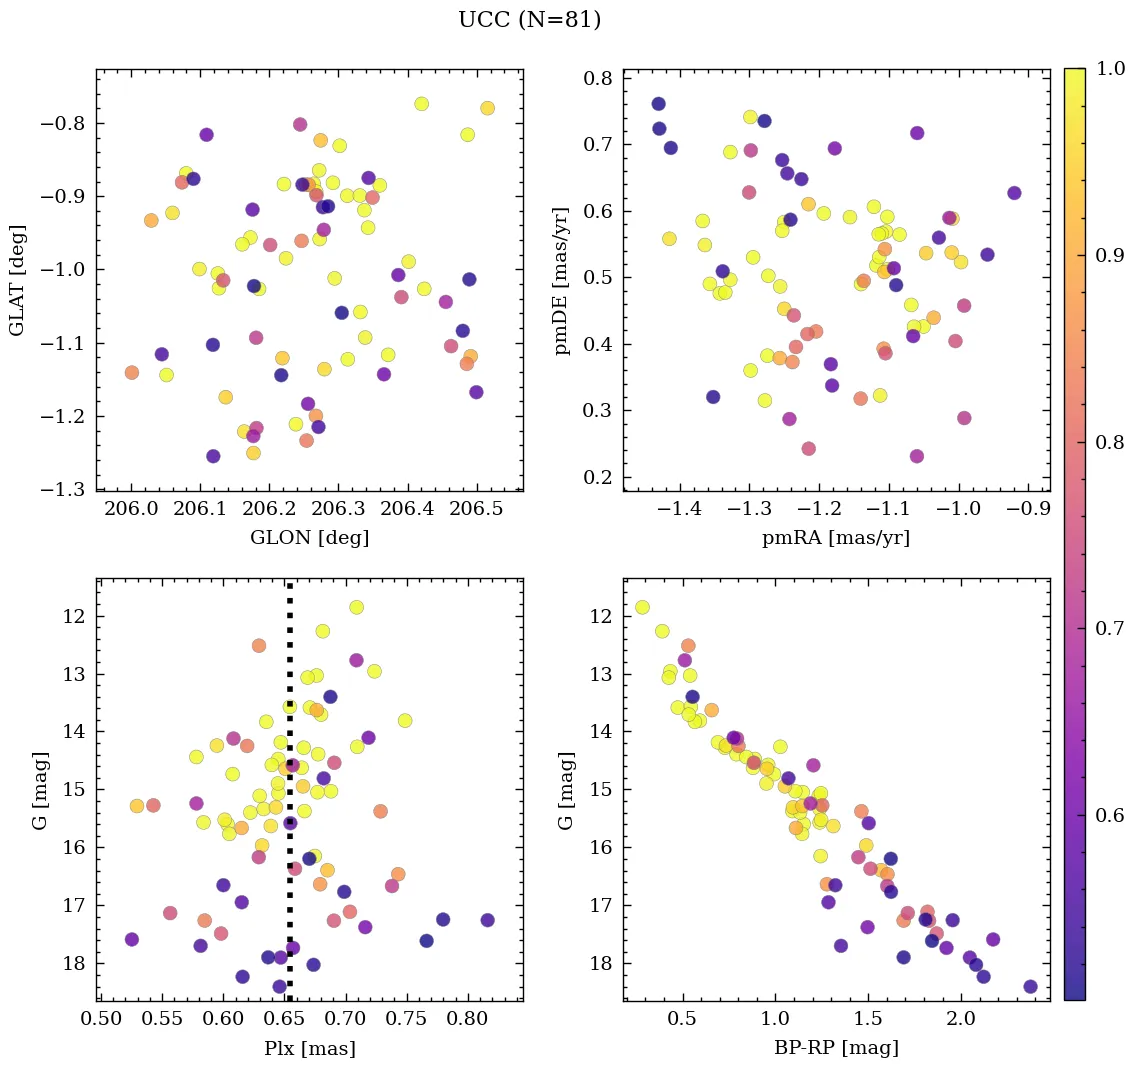 UCC (N=81)
−0.8
−0.9
−1.0
−1.1
−1.2
−1.3
GLAT [deg]
206.0 206.1 206.2 206.3 206.4 206.5
GLON [deg]
0.8
0.7
0.6
0.5
0.4
0.3
0.2
pmDE [mas/yr]
−1.4 −1.3 −1.2 −1.1 −1.0 −0.9
pmRA [mas/yr]
1.0
0.9
0.8
0.7
0.6
12
13
14
15
16
17
18
G [mag]
0.50 0.55 0.60 0.65 0.70 0.75 0.80
Plx [mas]
12
13
14
15
16
17
18
G [mag]
0.5 1.0 1.5 2.0
BP-RP [mag]